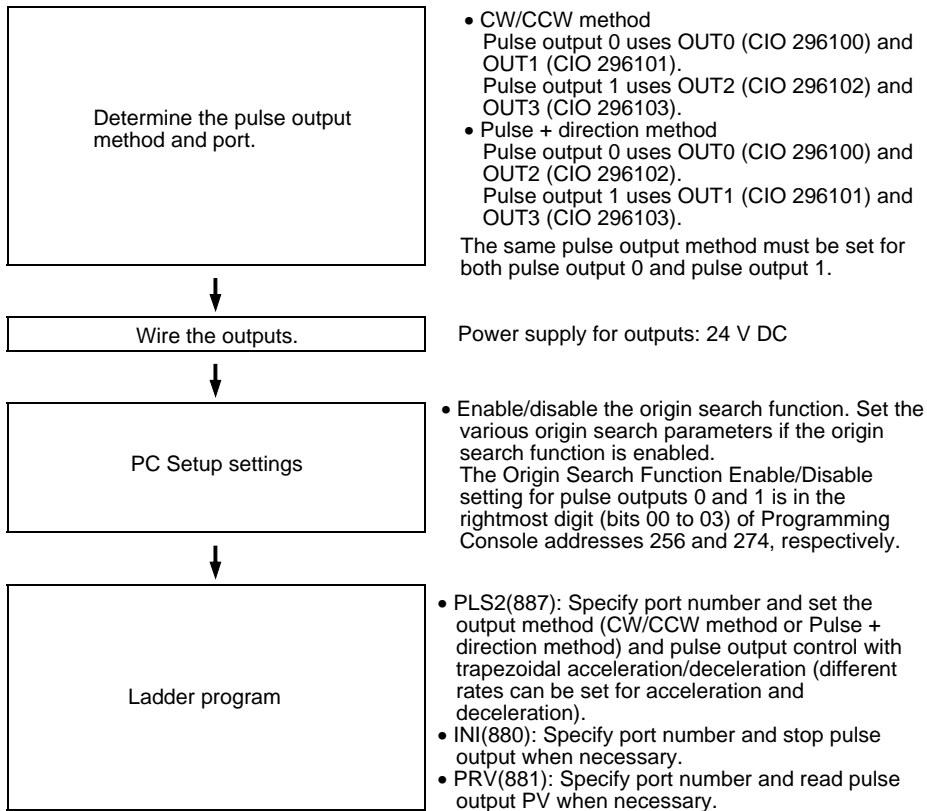 Determine the pulse output
method and port.
• CW/CCW method
Pulse output 0 uses OUT0 (CIO 296100) and
OUT1 (CIO 296101).
Pulse output 1 uses OUT2 (CIO 296102) and
OUT3 (CIO 296103).
• Pulse + direction method
Pulse output 0 uses OUT0 (CIO 296100) and
OUT2 (CIO 296102).
Pulse output 1 uses OUT1 (CIO 296101) and
OUT3 (CIO 296103).
The same pulse output method must be set for
both pulse output 0 and pulse output 1.
Wire the outputs.
Power supply for outputs: 24 V DC
PC Setup settings
• Enable/disable the origin search function. Set the
various origin search parameters if the origin
search function is enabled.
The Origin Search Function Enable/Disable
setting for pulse outputs 0 and 1 is in the
rightmost digit (bits 00 to 03) of Programming
Console addresses 256 and 274, respectively.
Ladder program
• PLS2(887): Specify port number and set the
output method (CW/CCW method or Pulse +
direction method) and pulse output control with
trapezoidal acceleration/deceleration (different
rates can be set for acceleration and
deceleration).
• INI(880): Specify port number and stop pulse
output when necessary.
• PRV(881): Specify port number and read pulse
output PV when necessary.